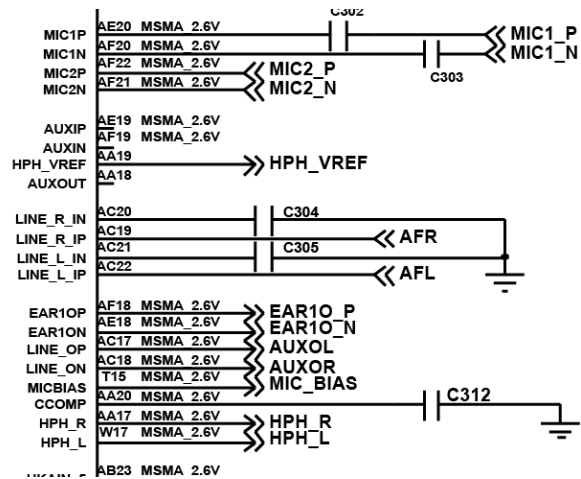 C302
MIC1P AE20 MSMA_2.6V MIC1_P
MIC1N AF20 MSMA_2.6V MIC1_N
C303
MIC2P AF22 MSMA_2.6V MIC2_P
MIC2N AF21 MSMA_2.6V MIC2_N
AUXIP AE19 MSMA_2.6V
AUXIN AF19 MSMA_2.6V
HPH_VREF AA19 HPH_VREF
AUXOUT AA18
LINE_R_IN AC20 C304
LINE_R_IP AC19 AFR
LINE_L_IN AC21 C305
LINE_L_IP AC22 AFL
EAR1OP AF18 MSMA_2.6V EAR1O_P
EAR1ON AE18 MSMA_2.6V EAR1O_N
LINE_OP AC17 MSMA_2.6V AUXOL
LINE_ON AC18 MSMA_2.6V AUXOR
MICBIAS T15 MSMA_2.6V MIC_BIAS
CCOMP AA20 MSMA_2.6V C312
HPH_R AA17 MSMA_2.6V HPH_R
HPH_L W17 MSMA_2.6V HPH_L
AB23 MSMA_2.6V